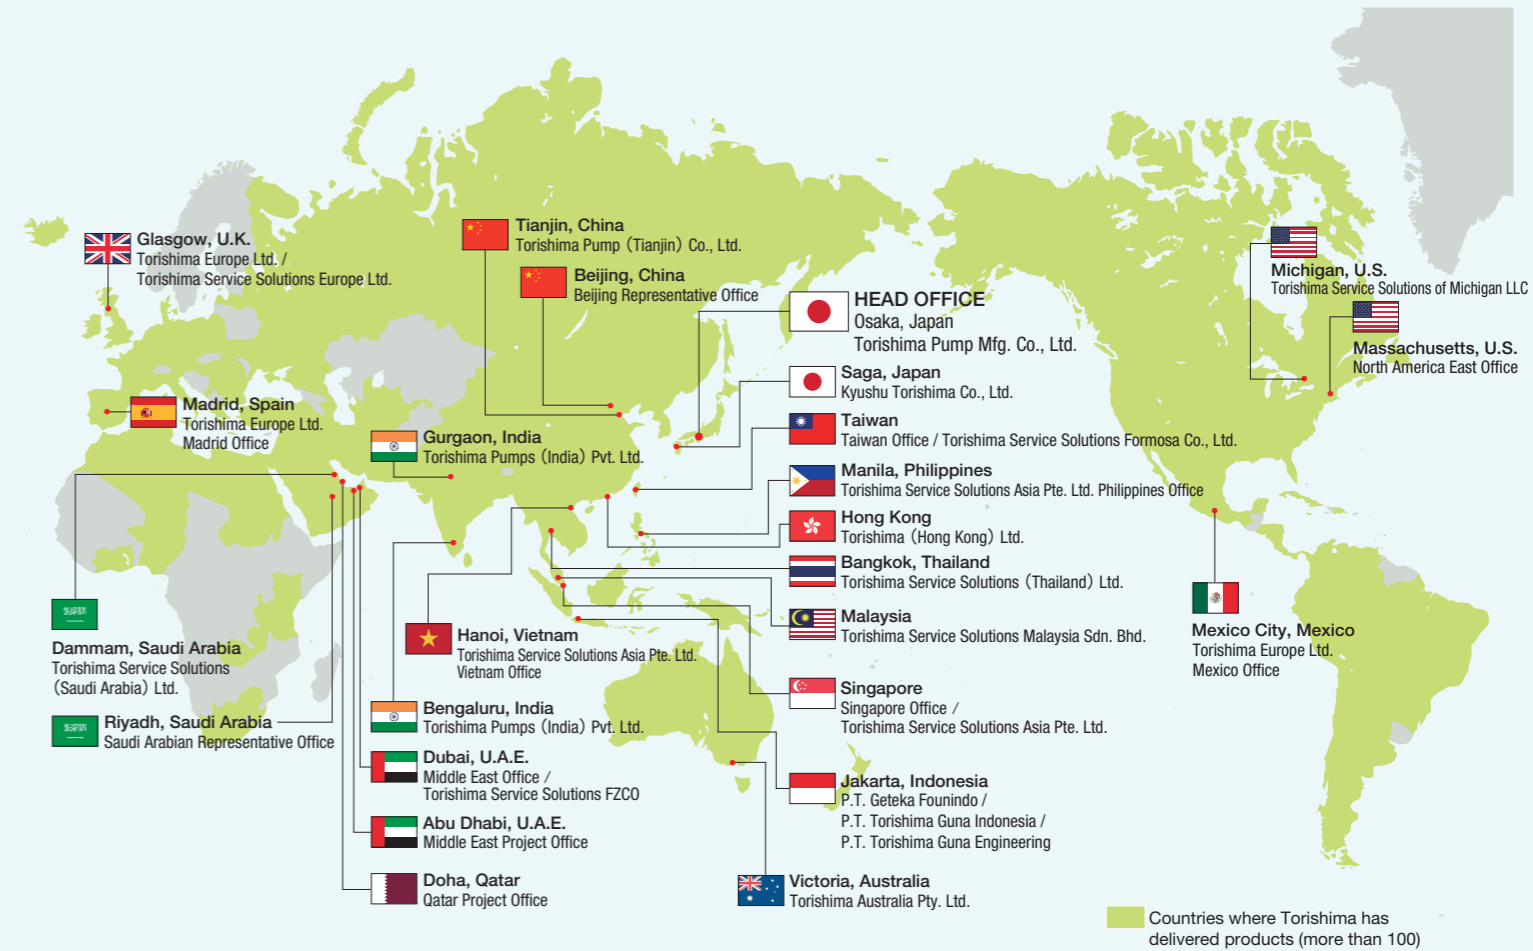 Glasgow, U.K.
Torishima Europe Ltd. /
Torishima Service Solutions Europe Ltd.
Tianjin, China
Torishima Pump (Tianjin) Co., Ltd.
Beijing, China
Beijing Representative Office
HEAD OFFICE
Osaka, Japan
Torishima Pump Mfg. Co., Ltd.
Michigan, U.S.
Torishima Service Solutions of Michigan LLC
Massachusetts, U.S.
North America East Office
Saga, Japan
Kyushu Torishima Co., Ltd.
Madrid, Spain
Torishima Europe Ltd.
Madrid Office
Gurgaon, India
Torishima Pumps (India) Pvt. Ltd.
Taiwan
Taiwan Office / Torishima Service Solutions Formosa Co., Ltd.
Manila, Philippines
Torishima Service Solutions Asia Pte. Ltd. Philippines Office
Hong Kong
Torishima (Hong Kong) Ltd.
Bangkok, Thailand
Torishima Service Solutions (Thailand) Ltd.
Malaysia
Torishima Service Solutions Malaysia Sdn. Bhd.
Mexico City, Mexico
Torishima Europe Ltd.
Mexico Office
Dammam, Saudi Arabia
Torishima Service Solutions
(Saudi Arabia) Ltd.
Hanoi, Vietnam
Torishima Service Solutions Asia Pte. Ltd.
Vietnam Office
Singapore
Singapore Office /
Torishima Service Solutions Asia Pte. Ltd.
Riyadh, Saudi Arabia
Saudi Arabian Representative Office
Bengaluru, India
Torishima Pumps (India) Pvt. Ltd.
Dubai, U.A.E.
Middle East Office /
Torishima Service Solutions FZCO
Jakarta, Indonesia
P.T. Geteka Founindo /
P.T. Torishima Guna Indonesia /
P.T. Torishima Guna Engineering
Abu Dhabi, U.A.E.
Middle East Project Office
Doha, Qatar
Qatar Project Office
Victoria, Australia
Torishima Australia Pty. Ltd.
Countries where Torishima has
delivered products (more than 100)